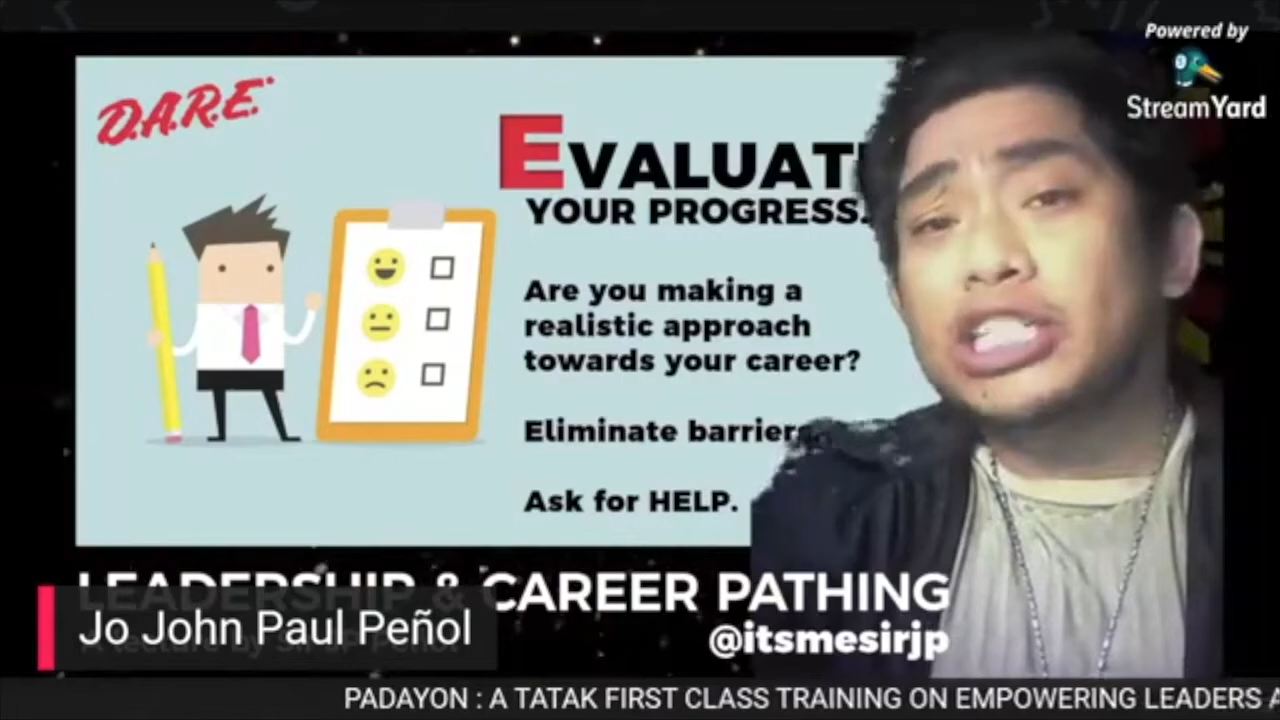 Powered by
StreamYard
D.A.R.E.
EVALUAT
YOUR PROGRESS.
Are you making a
realistic approach
towards your career?
Eliminate barriers
Ask for HELP.
LEADERSHIP & CAREER PATHING
@itsmesirjp
Jo John Paul Peñol
PADAYON : A TATAK FIRST CLASS TRAINING ON EMPOWERING LEADERS A